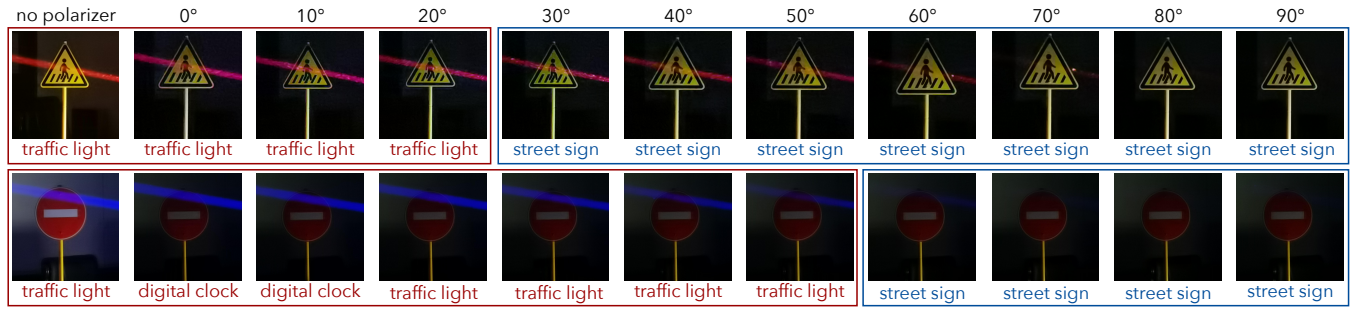 no polarizer 0° 10° 20° 30° 40° 50° 60° 70° 80° 90°
traffic light traffic light traffic light traffic light street sign street sign street sign street sign street sign street sign street sign
traffic light digital clock digital clock traffic light traffic light traffic light traffic light street sign street sign street sign street sign